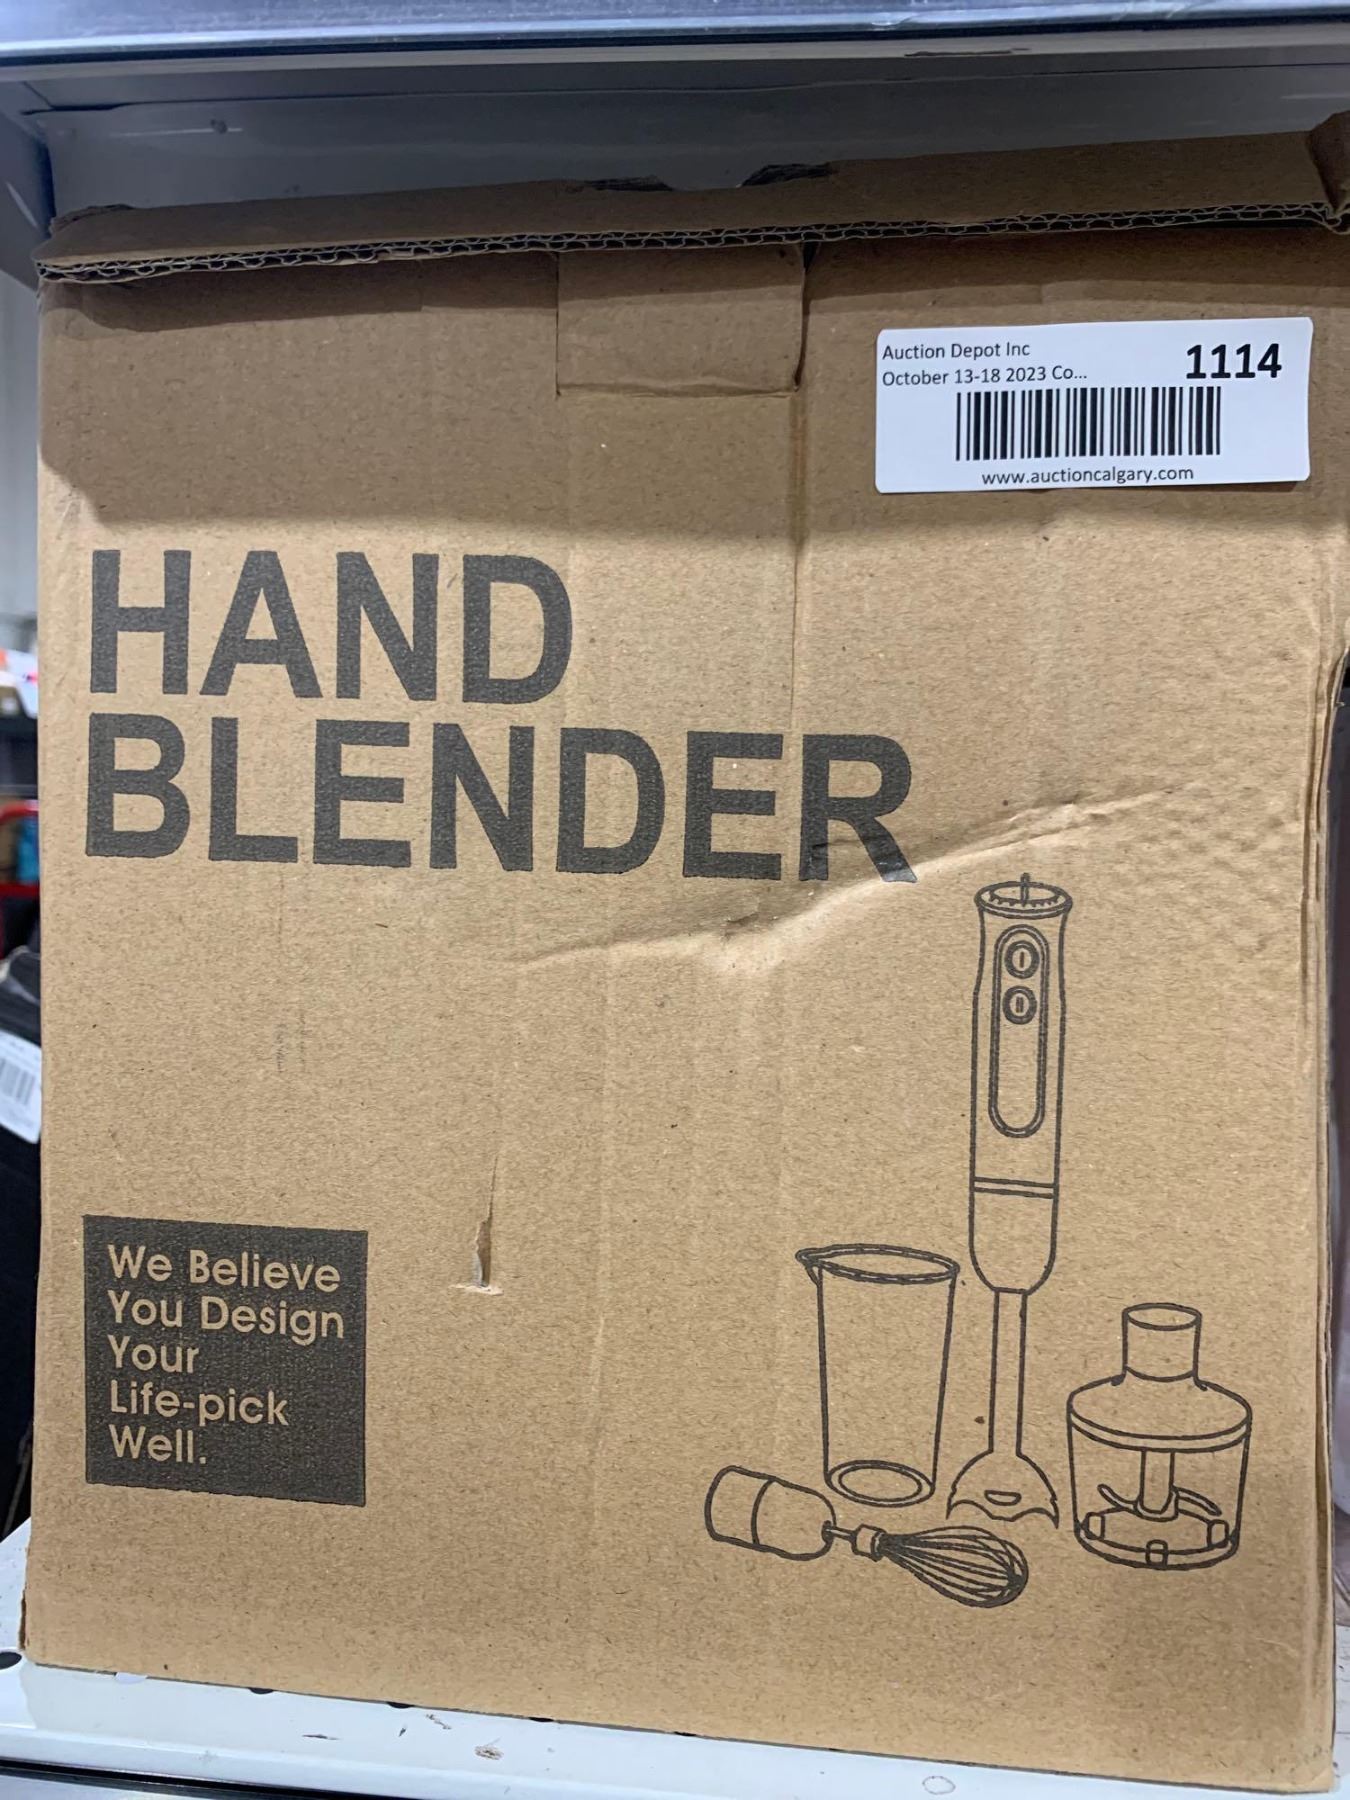 Auction Depot Inc
1114
October 13-18 2023 Co...
www.auctioncalgary.com
HAND
BLENDER
We Believe
You Design
Your
Life-pick
Well.